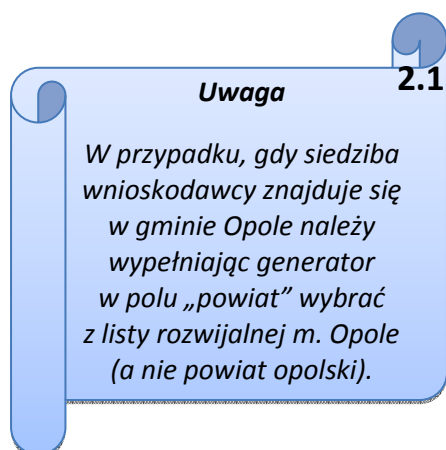 2.1
Uwaga
W przypadku, gdy siedziba
wnioskodawcy znajduje się
w gminie Opole należy
wypełniając generator
w polu „powiat” wybrać
z listy rozwijalnej m. Opole
(a nie powiat opolski).